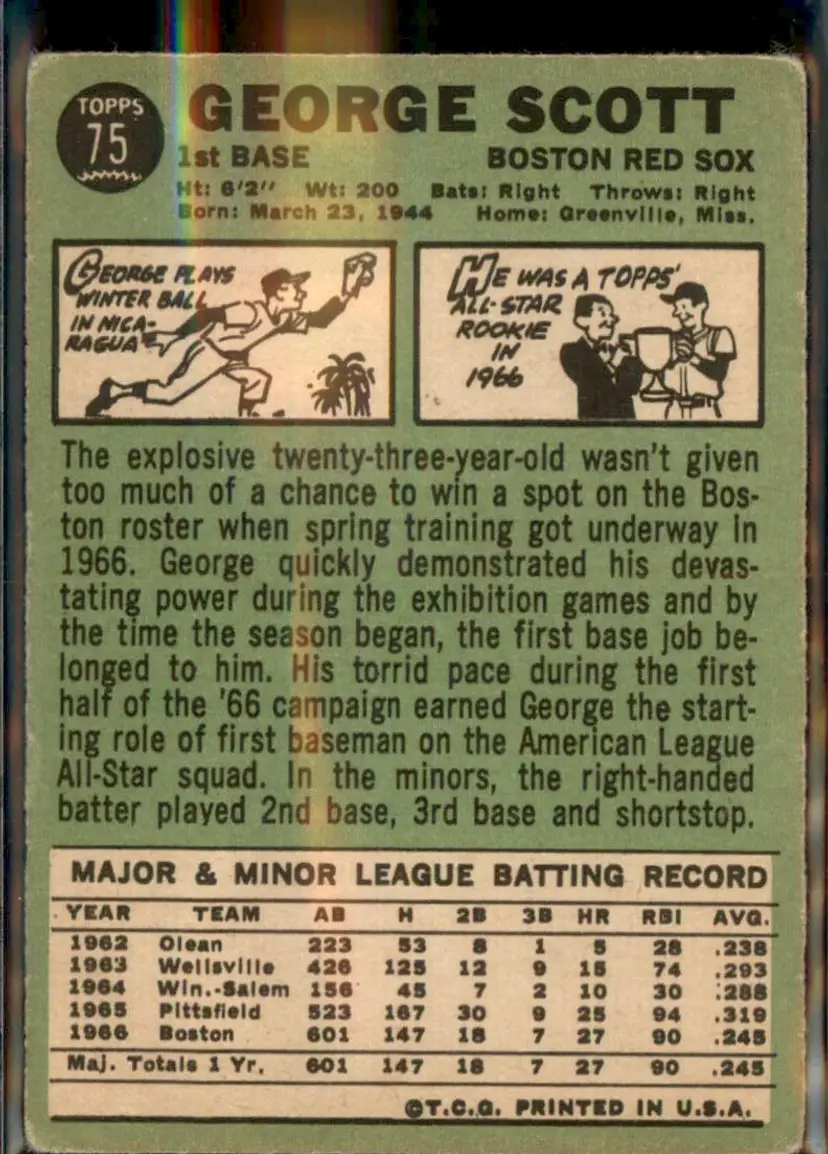 TOPPS
75
GEORGE SCOTT
1st BASE BOSTON RED SOX
Ht: 6'2" Wt: 200 Bats: Right Throws: Right
Born: March 23, 1944 Home: Greenville, Miss.
GEORGE PLAYS
WINTER BALL
IN NICA-
RAGUA
HE WAS A TOPPS'
ALL-STAR
ROOKIE
IN
1966
The explosive twenty-three-year-old wasn't given
too much of a chance to win a spot on the Bos-
ton roster when spring training got underway in
1966. George quickly demonstrated his devas-
tating power during the exhibition games and by
the time the season began, the first base job be-
longed to him. His torrid pace during the first
half of the '66 campaign earned George the start-
ing role of first baseman on the American League
All-Star squad. In the minors, the right-handed
batter played 2nd base, 3rd base and shortstop.
MAJOR & MINOR LEAGUE BATTING RECORD
YEAR TEAM AB H 2B 3B HR RBI AVG.
1962 Olean 223 53 8 1 5 28 .238
1963 Wellsville 426 125 12 9 15 74 .293
1964 Win.-Salem 156 45 7 2 10 30 .288
1965 Pittsfield 523 167 30 9 25 94 .319
1966 Boston 601 147 18 7 27 90 .245
Maj. Totals 1 Yr. 601 147 18 7 27 90 .245
©T.C.G. PRINTED IN U.S.A.